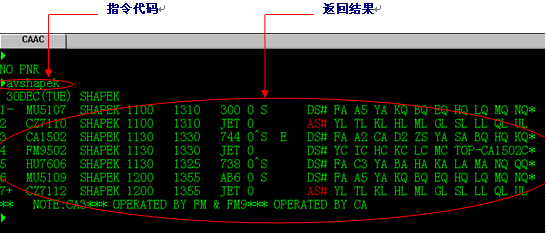 指令代码 返回结果
CAAC
NO PNR
avshapek
30DEC(TUE) SHAPEK
1- MU5107 SHAPEK 1100 1310 300 0 S DS# FA A5 YA KQ BQ EQ HQ LQ MQ NQ*
2 CZ7110 SHAPEK 1100 1310 JET 0 AS# YL TL KL HL ML GL SL LL QL UL
3 CA1502 SHAPEK 1130 1330 744 0^S E DS# FA A2 CA D2 ZS YA SA BQ HQ KQ*
4 FM9502 SHAPEK 1130 1330 JET 0 YC IC HC KC LC MC TOP-CA1502C*
5 HU7606 SHAPEK 1130 1325 738 0^S DS# FA C3 YA BA HA KA LA MA NQ QQ*
6 MU5109 SHAPEK 1200 1355 AB6 0 S DS# FA A5 YA KQ BQ EQ HQ LQ MQ NQ*
7+ CZ7112 SHAPEK 1200 1355 JET 0 AS# YL TL KL HL ML GL SL LL QL UL*
** NOTE:CA3*** OPERATED BY FM & FM9*** OPERATED BY CA